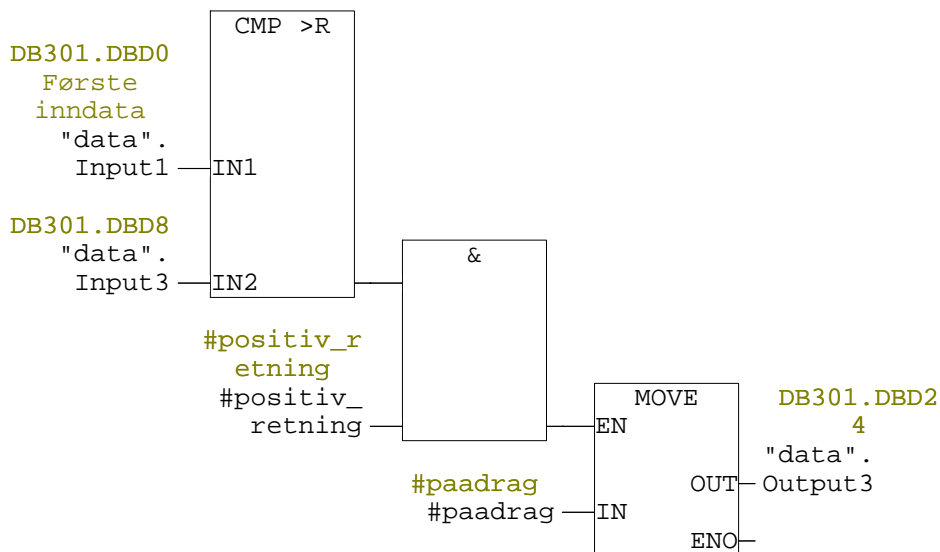 CMP >R
DB301.DBD0
Første
inndata
"data".
Input1
IN1
DB301.DBD8
"data".
Input3
IN2
&
#positiv_r
etning
#positiv_
retning
MOVE
DB301.DBD2
4
EN
"data".
#paadrag
OUT
Output3
#paadrag
IN
ENO